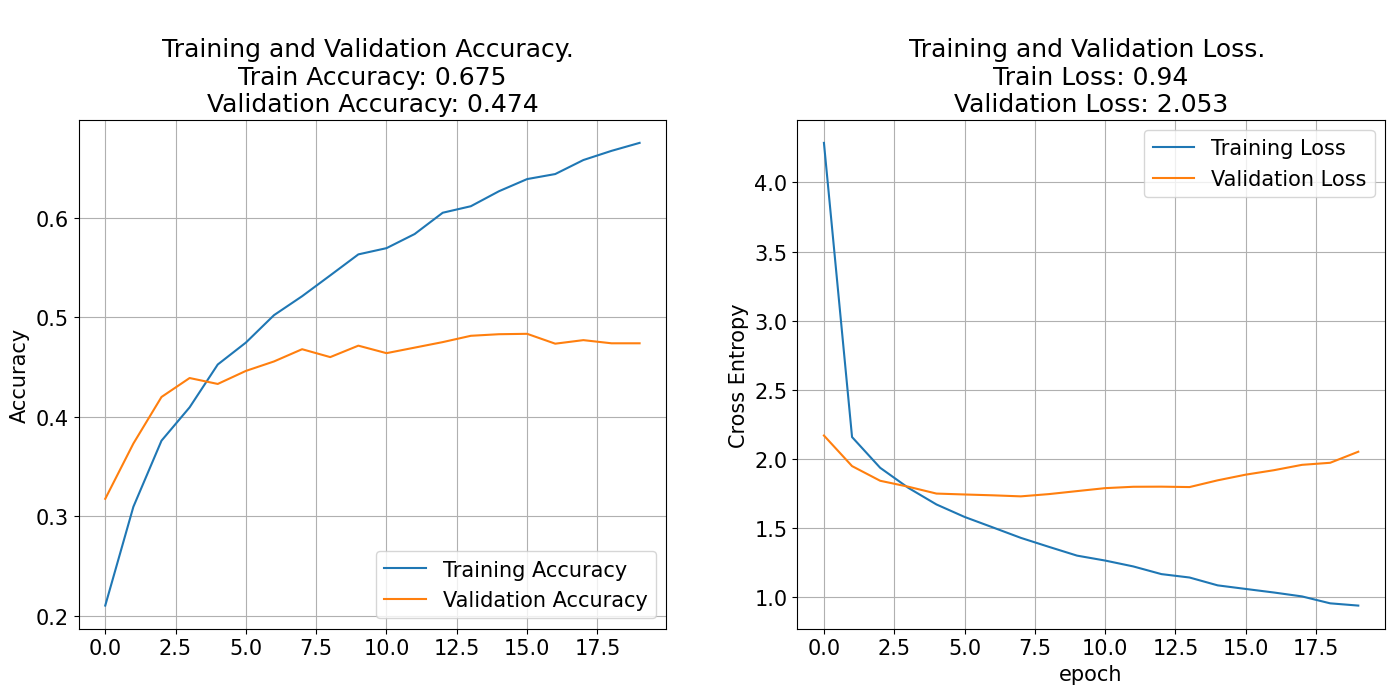 Training and Validation Accuracy.
Train Accuracy: 0.675
Validation Accuracy: 0.474
Accuracy
0.6
0.5
0.4
0.3
0.2
Training Accuracy
Validation Accuracy
0.0 2.5 5.0 7.5 10.0 12.5 15.0 17.5
Training and Validation Loss.
Train Loss: 0.94
Validation Loss: 2.053
Cross Entropy
4.0
3.5
3.0
2.5
2.0
1.5
1.0
Training Loss
Validation Loss
0.0 2.5 5.0 7.5 10.0 12.5 15.0 17.5
epoch